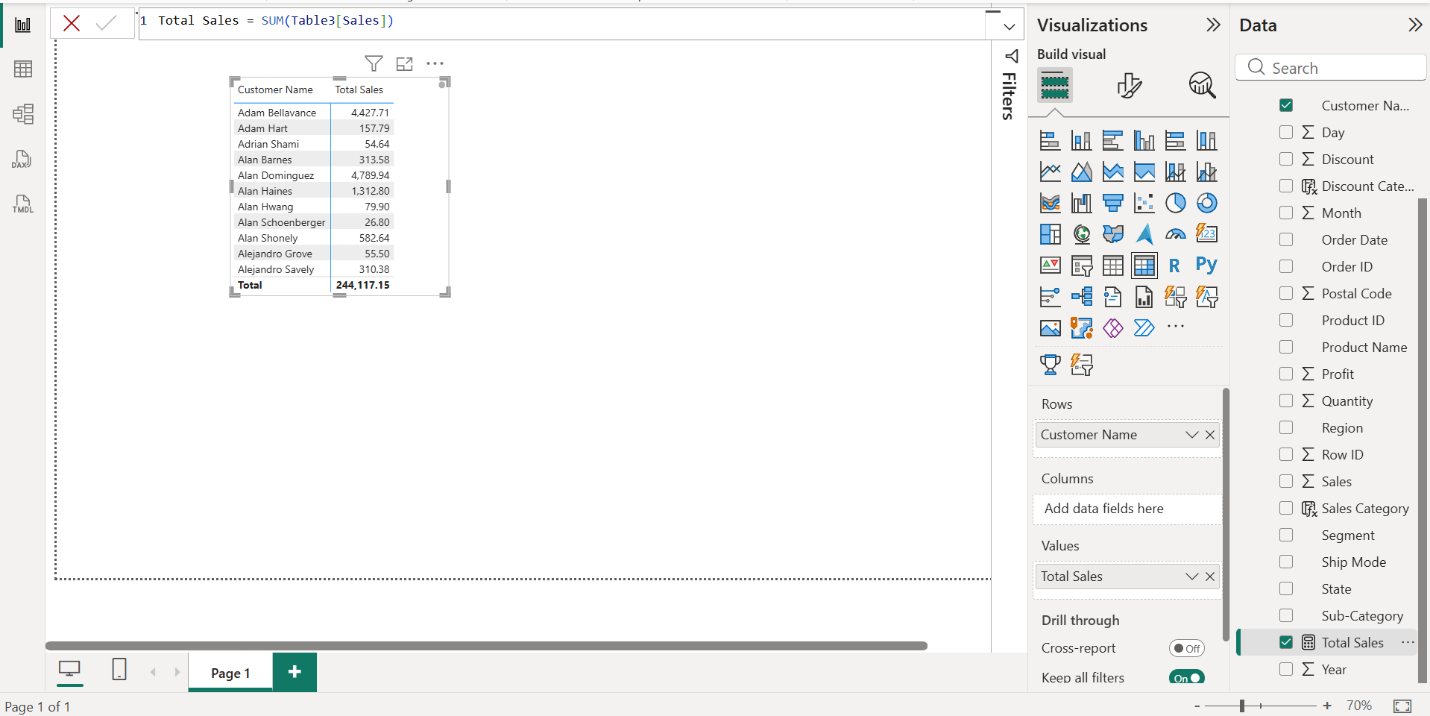 1 Total Sales = SUM(Table3[Sales])
DAX
TMDL
Customer Name Total Sales
Adam Bellavance 4,427.71
Adam Hart 157.79
Adrian Shami 54.64
Alan Barnes 313.58
Alan Dominguez 4,789.94
Alan Haines 1,312.80
Alan Hwang 79.90
Alan Schoenberger 26.80
Alan Shonely 582.64
Alejandro Grove 55.50
Alejandro Savely 310.38
Total 244,117.15
Page 1
+
Page 1 of 1
Filters
Visualizations
Build visual
123
R
Py
...
Rows
Customer Name
Columns
Add data fields here
Values
Total Sales
Drill through
Cross-report Off
Keep all filters On
Data
Search
Customer Na...
Σ Day
Σ Discount
Discount Cate...
Σ Month
Order Date
Order ID
Σ Postal Code
Product ID
Product Name
Σ Profit
Σ Quantity
Region
Σ Row ID
Σ Sales
Sales Category
Segment
Ship Mode
State
Sub-Category
Total Sales ...
Σ Year
- + 70%